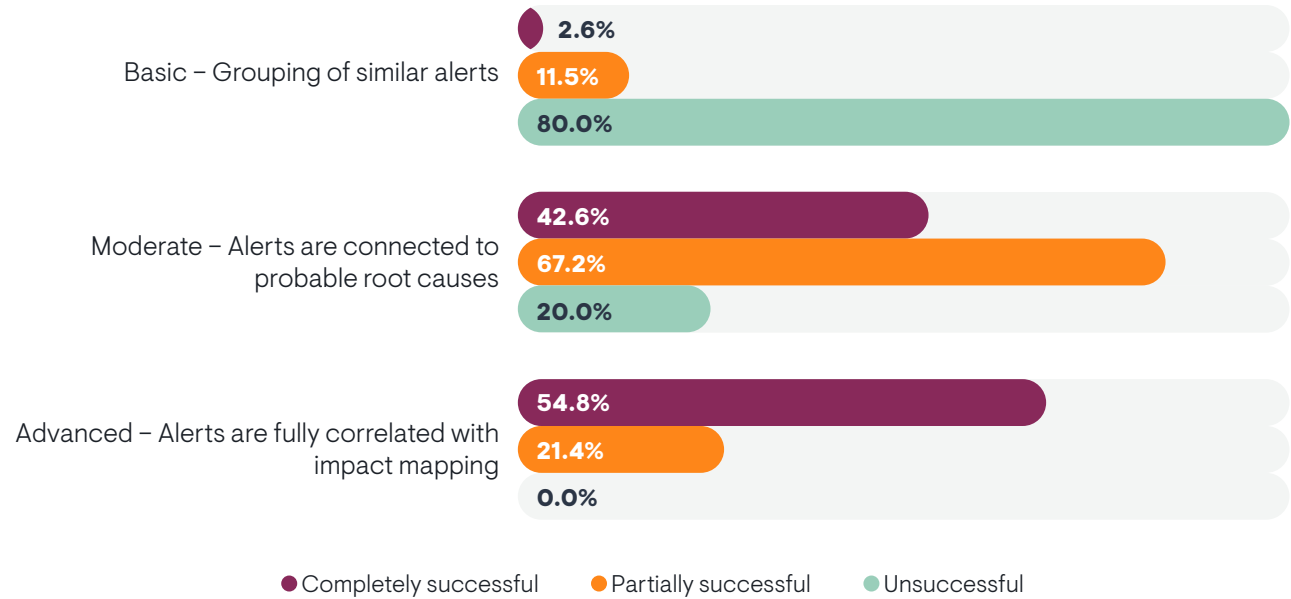 2.6%
Basic – Grouping of similar alerts
11.5%
80.0%
42.6%
Moderate – Alerts are connected to
probable root causes
67.2%
20.0%
54.8%
Advanced – Alerts are fully correlated with
impact mapping
21.4%
0.0%
Completely successful
Partially successful
Unsuccessful